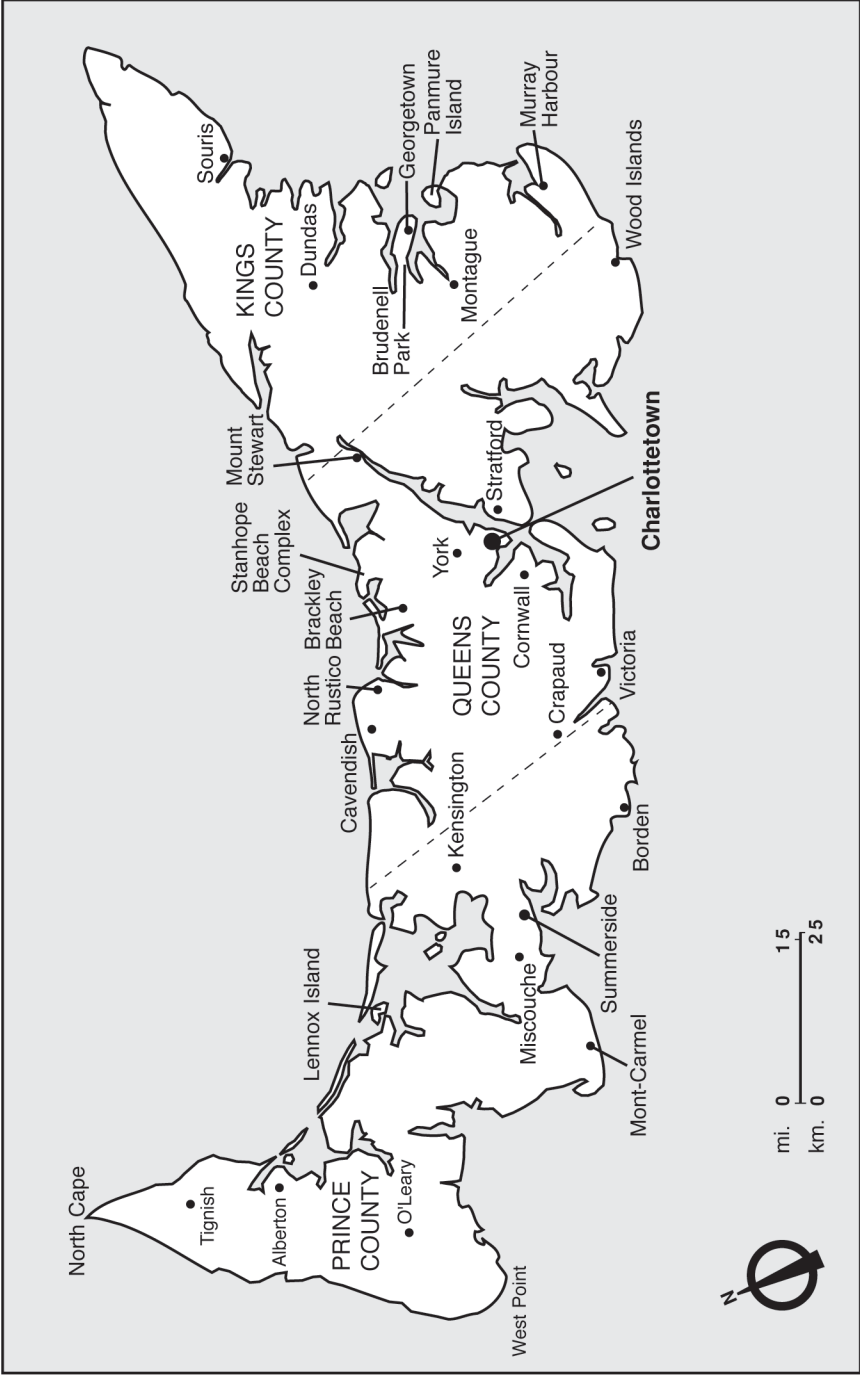 North Cape
Tignish
Alberton
PRINCE
COUNTY
O'Leary
West Point
Lennox Island
Miscouche
Mont-Carmel
Summerside
Kensington
Borden
Cavendish
North
Rustico
Brackley
Beach
Stanhope
Beach
Complex
QUEENS
COUNTY
York
Cornwall
Crapaud
Victoria
Charlottetown
Stratford
Mount
Stewart
KINGS
COUNTY
Souris
Dundas
Brudenell
Park
Georgetown
Panmure
Island
Montague
Murray
Harbour
Wood Islands
N
mi. 0 15
km. 0 25